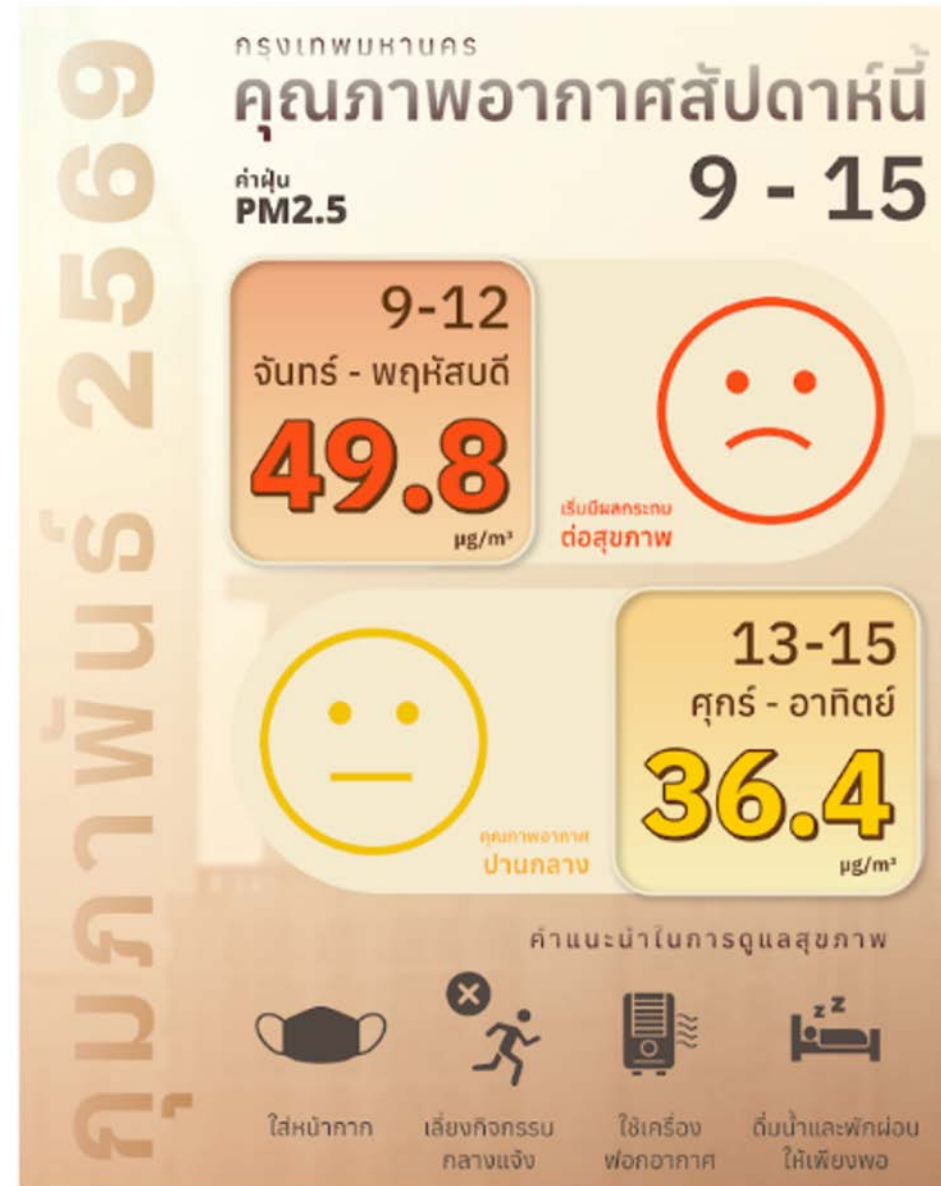 กรุงเทพมหานคร
คุณภาพอากาศสัปดาห์นี้
ค่าฝุ่น
PM2.5
9 - 15
กุมภาพันธ์ 2569
9-12
จันทร์ - พฤหัสบดี
49.8
µg/m³
เริ่มมีผลกระทบ
ต่อสุขภาพ
13-15
ศุกร์ - อาทิตย์
36.4
µg/m³
คุณภาพอากาศ
ปานกลาง
คำแนะนำในการดูแลสุขภาพ
ใส่หน้ากาก
เลี่ยงกิจกรรม
กลางแจ้ง
ใช้เครื่อง
ฟอกอากาศ
ดื่มน้ำและพักผ่อน
ให้เพียงพอ
z Z